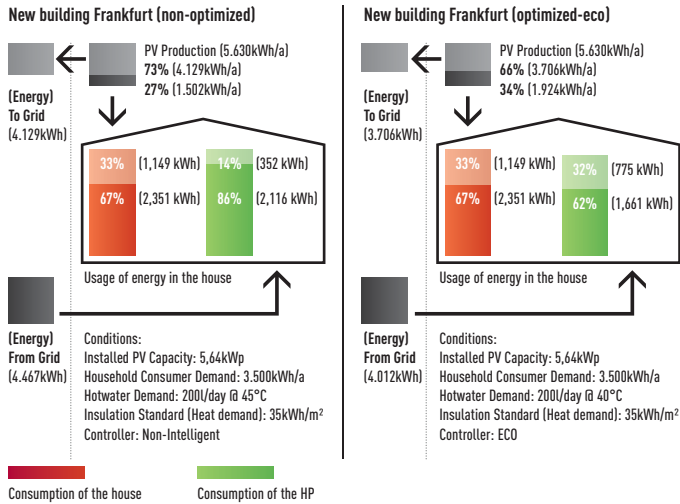 New building Frankfurt (non-optimized)
PV Production (5.630kWh/a)
73% (4.129kWh/a)
27% (1.502kWh/a)
(Energy)
To Grid
(4.129kWh)
33% (1,149 kWh) 14% (352 kWh)
67% (2,351 kWh) 86% (2,116 kWh)
Usage of energy in the house
(Energy)
From Grid
(4.467kWh)
Conditions:
Installed PV Capacity: 5,64kWp
Household Consumer Demand: 3.500kWh/a
Hotwater Demand: 200l/day @ 45°C
Insulation Standard (Heat demand): 35kWh/m²
Controller: Non-Intelligent
New building Frankfurt (optimized-eco)
PV Production (5.630kWh/a)
66% (3.706kWh/a)
34% (1.924kWh/a)
(Energy)
To Grid
(3.706kWh)
33% (1,149 kWh) 32% (775 kWh)
67% (2,351 kWh) 62% (1,661 kWh)
Usage of energy in the house
(Energy)
From Grid
(4.012kWh)
Conditions:
Installed PV Capacity: 5,64kWp
Household Consumer Demand: 3.500kWh/a
Hotwater Demand: 200l/day @ 40°C
Insulation Standard (Heat demand): 35kWh/m²
Controller: ECO
Consumption of the house
Consumption of the HP